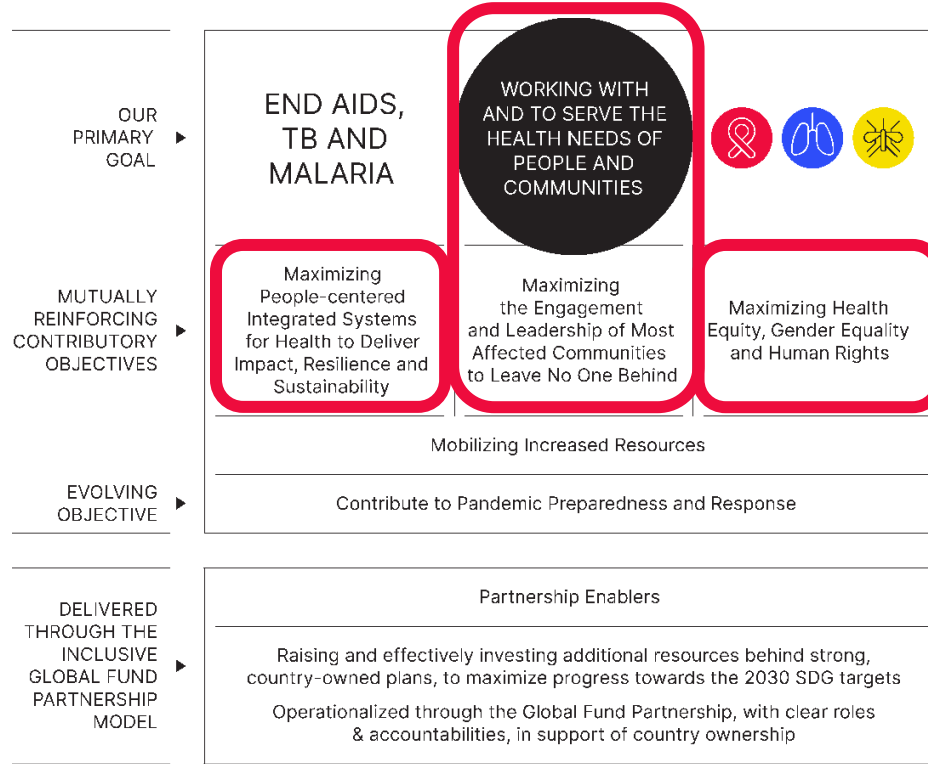 OUR
PRIMARY
GOAL
END AIDS,
TB AND
MALARIA
WORKING WITH
AND TO SERVE THE
HEALTH NEEDS OF
PEOPLE AND
COMMUNITIES
MUTUALLY
REINFORCING
CONTRIBUTORY
OBJECTIVES
Maximizing
People-centered
Integrated Systems
for Health to Deliver
Impact, Resilience and
Sustainability
Maximizing
the Engagement
and Leadership of Most
Affected Communities
to Leave No One Behind
Maximizing Health
Equity, Gender Equality
and Human Rights
Mobilizing Increased Resources
EVOLVING
OBJECTIVE
Contribute to Pandemic Preparedness and Response
DELIVERED
THROUGH THE
INCLUSIVE
GLOBAL FUND
PARTNERSHIP
MODEL
Partnership Enablers
Raising and effectively investing additional resources behind strong,
country-owned plans, to maximize progress towards the 2030 SDG targets
Operationalized through the Global Fund Partnership, with clear roles
& accountabilities, in support of country ownership